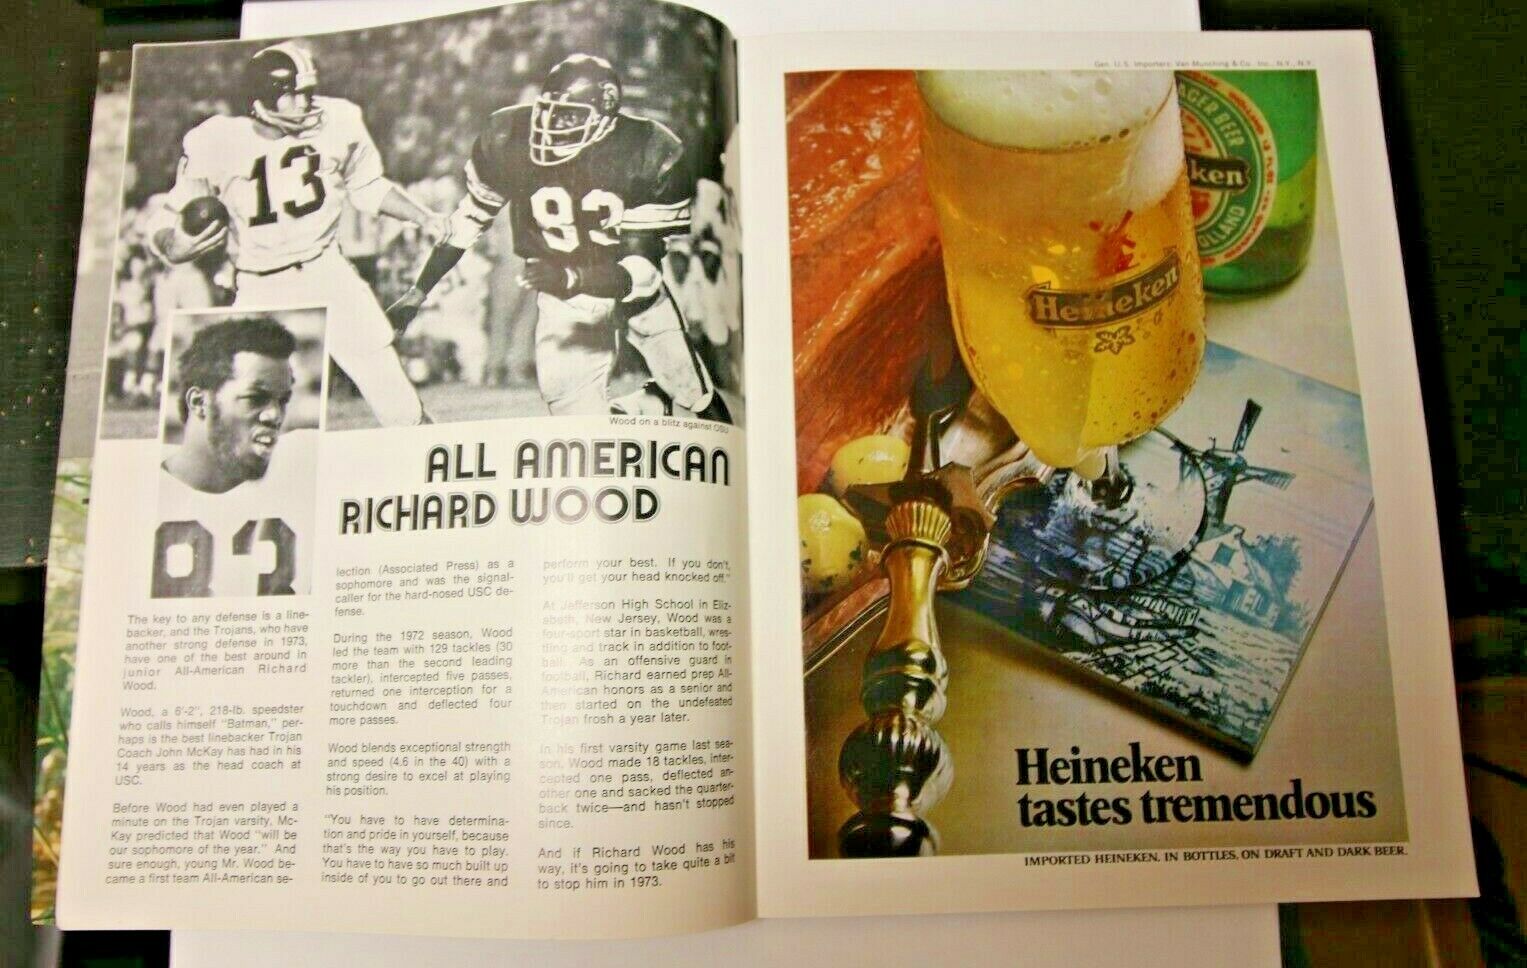 13
83
Wood on a blitz against OSU
ALL AMERICAN
RICHARD WOOD
83
The key to any defense is a line-
backer, and the Trojans, who have
another strong defense in 1973,
have one of the best around in
junior All-American Richard
Wood.
Wood, a 6'-2", 218-lb. speedster
who calls himself "Batman," per-
haps is the best linebacker Trojan
Coach John McKay has had in his
14 years as the head coach at
USC.
Before Wood had even played a
minute on the Trojan varsity, Mc-
Kay predicted that Wood "will be
our sophomore of the year." And
sure enough, young Mr. Wood be-
came a first team All-American se-
lection (Associated Press) as a
sophomore and was the signal-
caller for the hard-nosed USC de-
fense.
During the 1972 season, Wood
led the team with 129 tackles (30
more than the second leading
tackler), intercepted five passes,
returned one interception for a
touchdown and deflected four
more passes.
Wood blends exceptional strength
and speed (4.6 in the 40) with a
strong desire to excel at playing
his position.
"You have to have determina-
tion and pride in yourself, because
that's the way you have to play.
You have to have so much built up
inside of you to go out there and
perform your best. If you don't,
you'll get your head knocked off."
At Jefferson High School in Eliz-
abeth, New Jersey, Wood was a
four-sport star in basketball, wres-
tling and track in addition to foot-
ball. As an offensive guard in
football, Richard earned prep All-
American honors as a senior and
then started on the undefeated
Trojan frosh a year later.
In his first varsity game last sea-
son, Wood made 18 tackles, inter-
cepted one pass, deflected an-
other one and sacked the quarter-
back twice—and hasn't stopped
since.
And if Richard Wood has his
way, it's going to take quite a bit
to stop him in 1973.
Gen. U.S. Importers: Van Munching & Co. Inc., N.Y., N.Y.
AGER BEER
ken
OLLAND
Heineken
Heineken
tastes tremendous
IMPORTED HEINEKEN. IN BOTTLES, ON DRAFT AND DARK BEER.